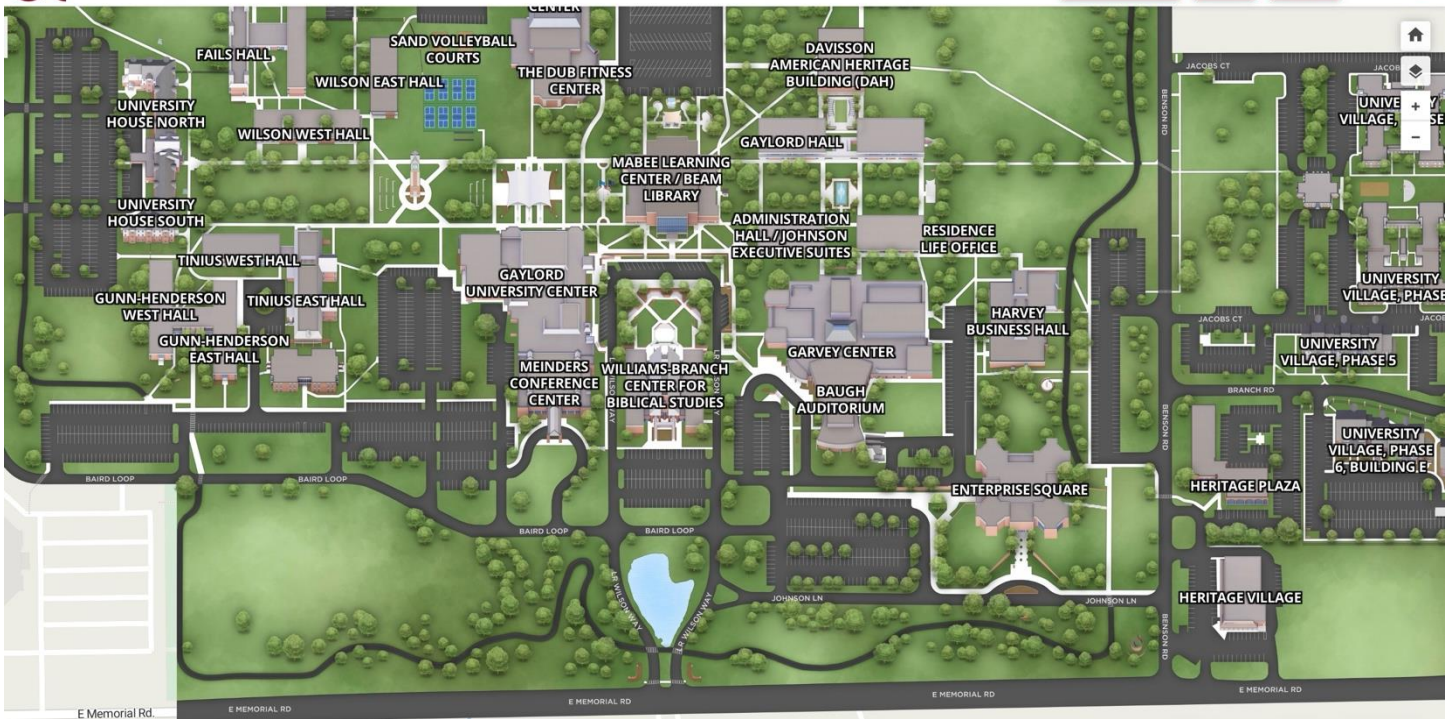 CENTER
FAILS HALL
SAND VOLLEYBALL
COURTS
WILSON EAST HALL
THE DUB FITNESS
CENTER
DAVISSON
AMERICAN HERITAGE
BUILDING (DAH)
JACOBS CT
BENSON RD
UNIVERSITY
HOUSE NORTH
WILSON WEST HALL
GAYLORD HALL
+
−
MABEE LEARNING
CENTER / BEAM
LIBRARY
UNIVERSITY
HOUSE SOUTH
ADMINISTRATION
HALL / JOHNSON
EXECUTIVE SUITES
RESIDENCE
LIFE OFFICE
TINIUS WEST HALL
GAYLORD
UNIVERSITY CENTER
GUNN-HENDERSON
WEST HALL
TINIUS EAST HALL
UNIVERSITY
VILLAGE, PHASE
HARVEY
BUSINESS HALL
JACOBS CT
GUNN-HENDERSON
EAST HALL
GARVEY CENTER
UNIVERSITY
VILLAGE, PHASE 5
MEINDERS
CONFERENCE
CENTER
WILLIAMS-BRANCH
CENTER FOR
BIBLICAL STUDIES
BAUGH
AUDITORIUM
BRANCH RD
BENSON RD
UNIVERSITY
VILLAGE, PHASE
6, BUILDING E
BAIRD LOOP
BAIRD LOOP
ENTERPRISE SQUARE
HERITAGE PLAZA
BAIRD LOOP
BAIRD LOOP
LR WILSON WAY
LR WILSON WAY
JOHNSON LN
JOHNSON LN
HERITAGE VILLAGE
BENSON RD
E MEMORIAL RD
E MEMORIAL RD
E MEMORIAL RD
E Memorial Rd.